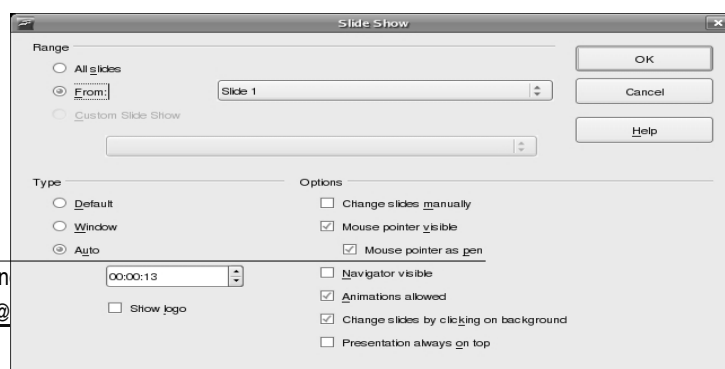 Slide Show
Range
All slides
From:
Slide 1
Custom Slide Show
OK
Cancel
Help
Type
Default
Window
Auto
00:00:13
Show logo
Options
Change slides manually
Mouse pointer visible
Mouse pointer as pen
Navigator visible
Animations allowed
Change slides by clicking on background
Presentation always on top
n
@